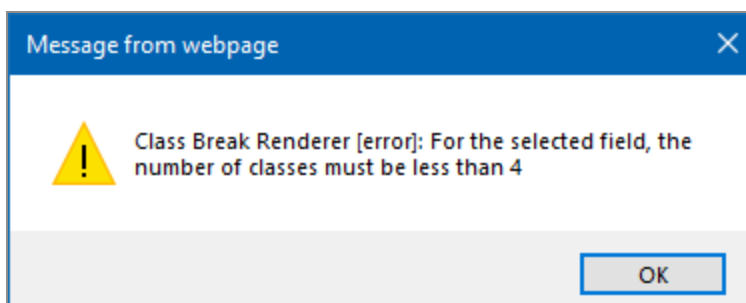 Message from webpage
Class Break Renderer [error]: For the selected field, the
number of classes must be less than 4
OK